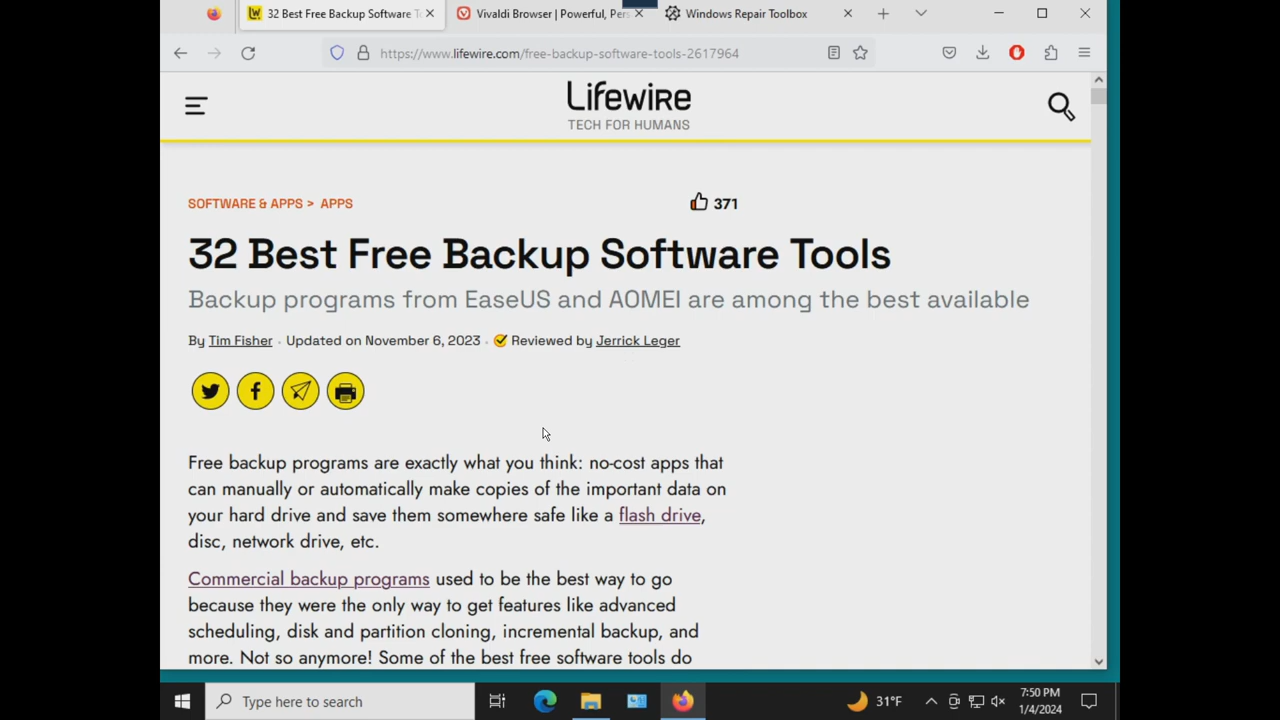 32 Best Free Backup Software T
Vivaldi Browser | Powerful, Pers
Windows Repair Toolbox
https://www.lifewire.com/free-backup-software-tools-2617964
Lifewire
TECH FOR HUMANS
SOFTWARE & APPS > APPS
371
32 Best Free Backup Software Tools
Backup programs from EaseUS and AOMEI are among the best available
By Tim Fisher · Updated on November 6, 2023 · Reviewed by Jerrick Leger
Free backup programs are exactly what you think: no-cost apps that
can manually or automatically make copies of the important data on
your hard drive and save them somewhere safe like a flash drive,
disc, network drive, etc.
Commercial backup programs used to be the best way to go
because they were the only way to get features like advanced
scheduling, disk and partition cloning, incremental backup, and
more. Not so anymore! Some of the best free software tools do
Type here to search
31°F
7:50 PM
1/4/2024